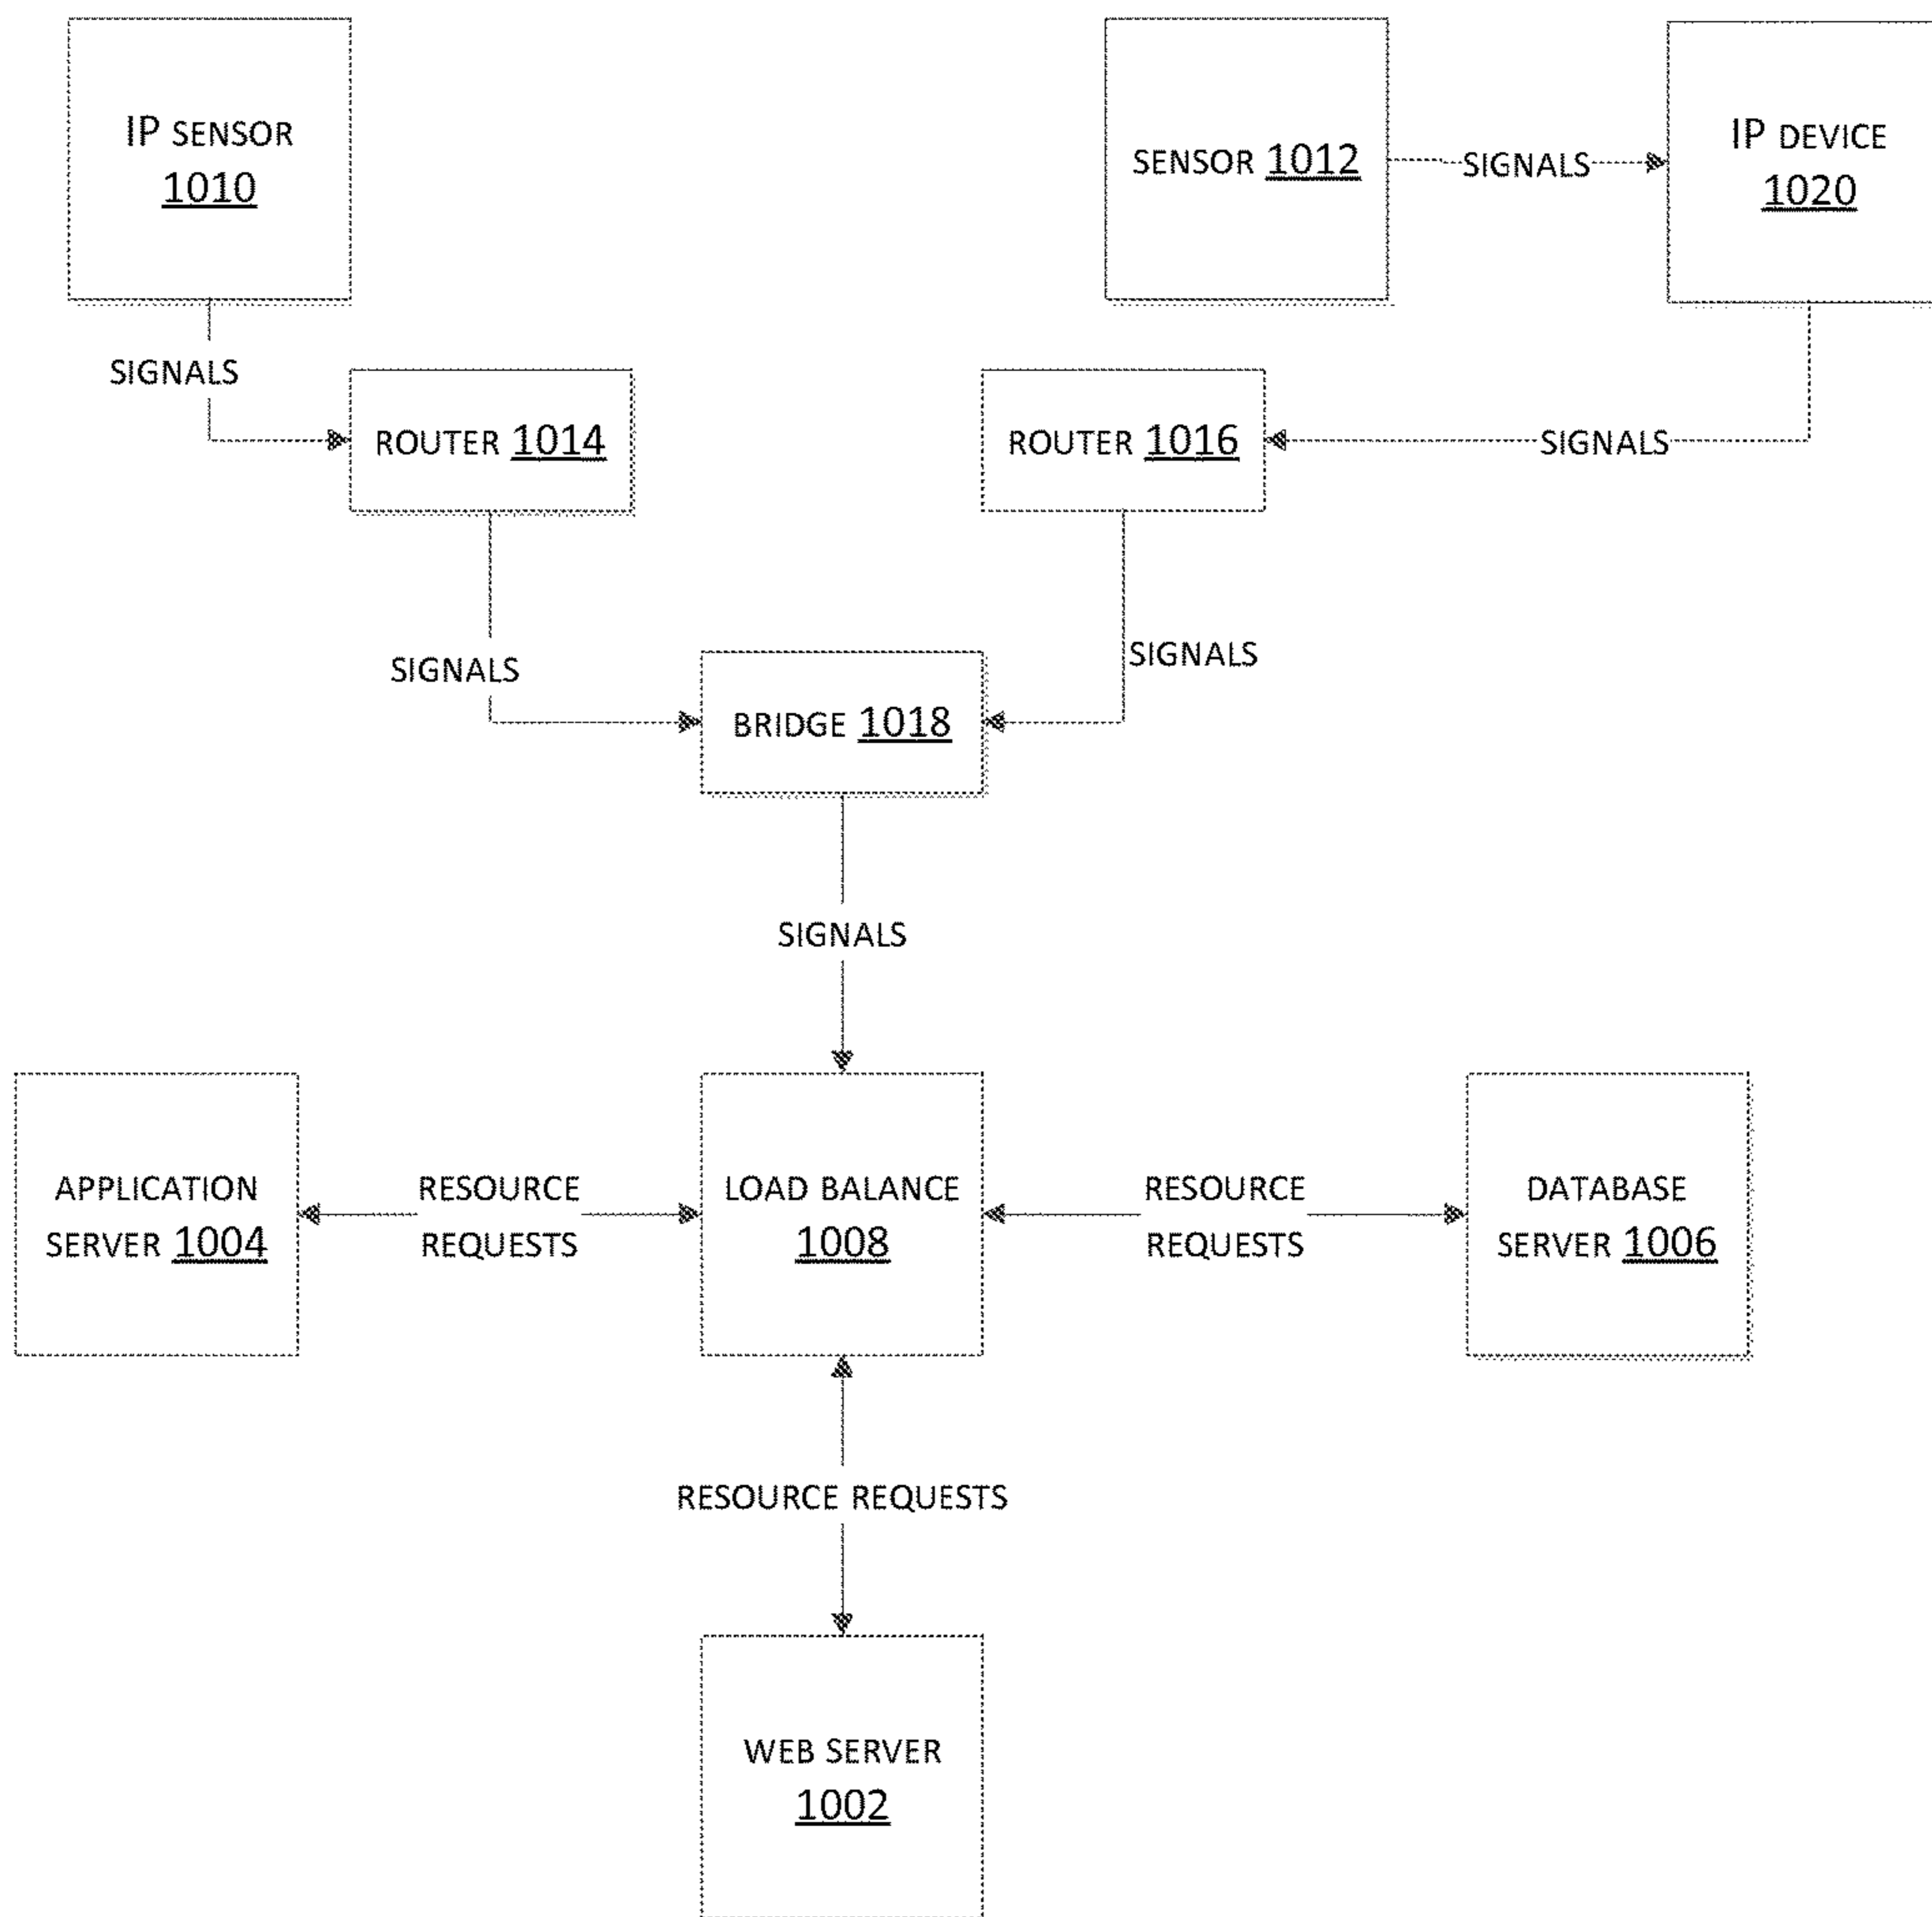 IP SENSOR
1010
SENSOR 1012
SIGNALS
IP DEVICE
1020
SIGNALS
ROUTER 1014
ROUTER 1016
SIGNALS
SIGNALS
BRIDGE 1018
SIGNALS
SIGNALS
APPLICATION
SERVER 1004
RESOURCE
REQUESTS
LOAD BALANCE
1008
RESOURCE
REQUESTS
DATABASE
SERVER 1006
RESOURCE REQUESTS
WEB SERVER
1002